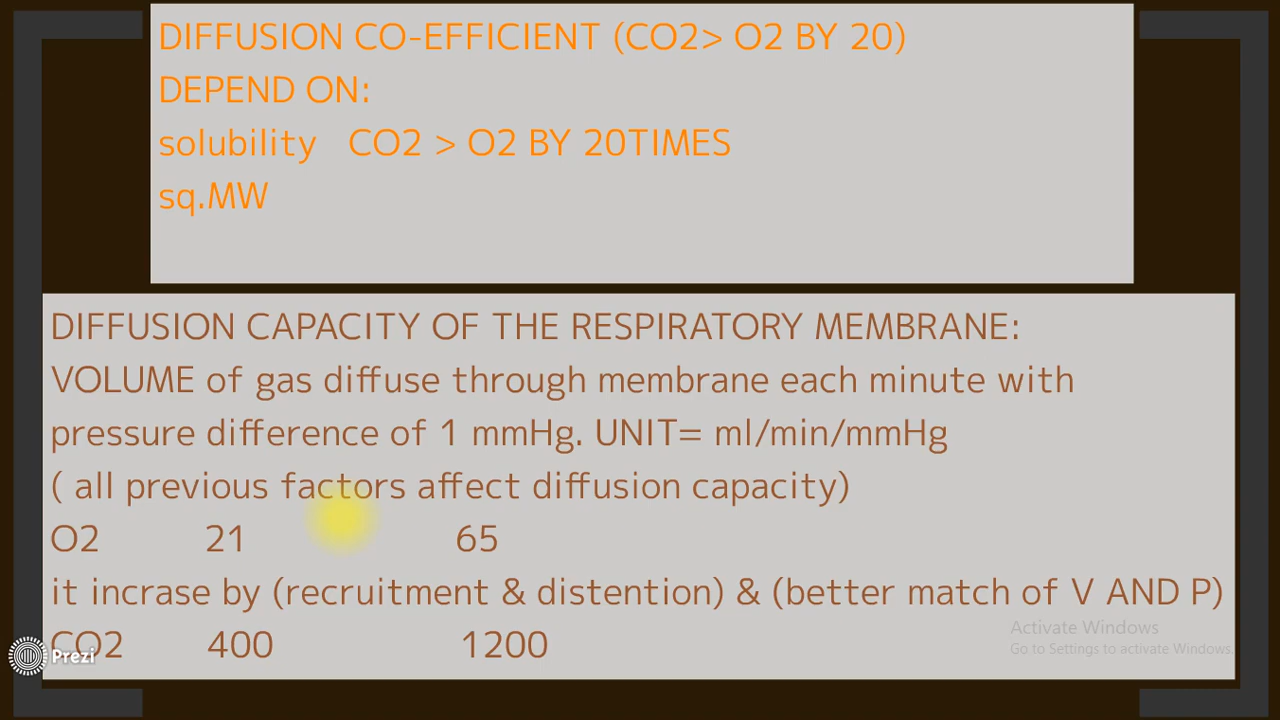 DIFFUSION CO-EFFICIENT (CO2> O2 BY 20)
DEPEND ON:
solubility CO2 > O2 BY 20TIMES
sq.MW
DIFFUSION CAPACITY OF THE RESPIRATORY MEMBRANE:
VOLUME of gas diffuse through membrane each minute with
pressure difference of 1 mmHg. UNIT= ml/min/mmHg
( all previous factors affect diffusion capacity)
O2 21 65
it incrase by (recruitment & distention) & (better match of V AND P)
CO2 400 1200
Prezi
Activate Windows
Go to Settings to activate Windows.